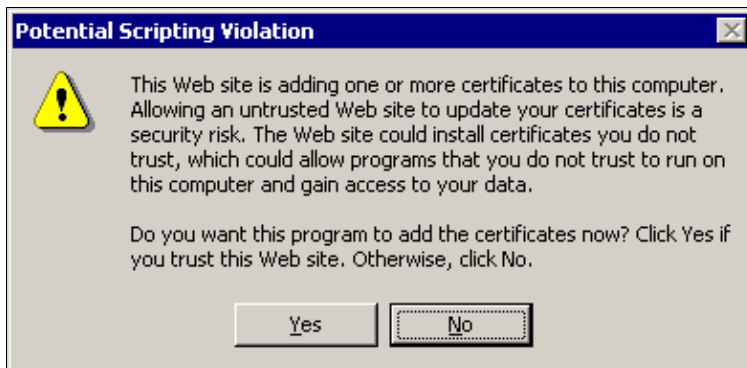 Potential Scripting Violation
This Web site is adding one or more certificates to this computer.
Allowing an untrusted Web site to update your certificates is a
security risk. The Web site could install certificates you do not
trust, which could allow programs that you do not trust to run on
this computer and gain access to your data.
Do you want this program to add the certificates now? Click Yes if
you trust this Web site. Otherwise, click No.
Yes No